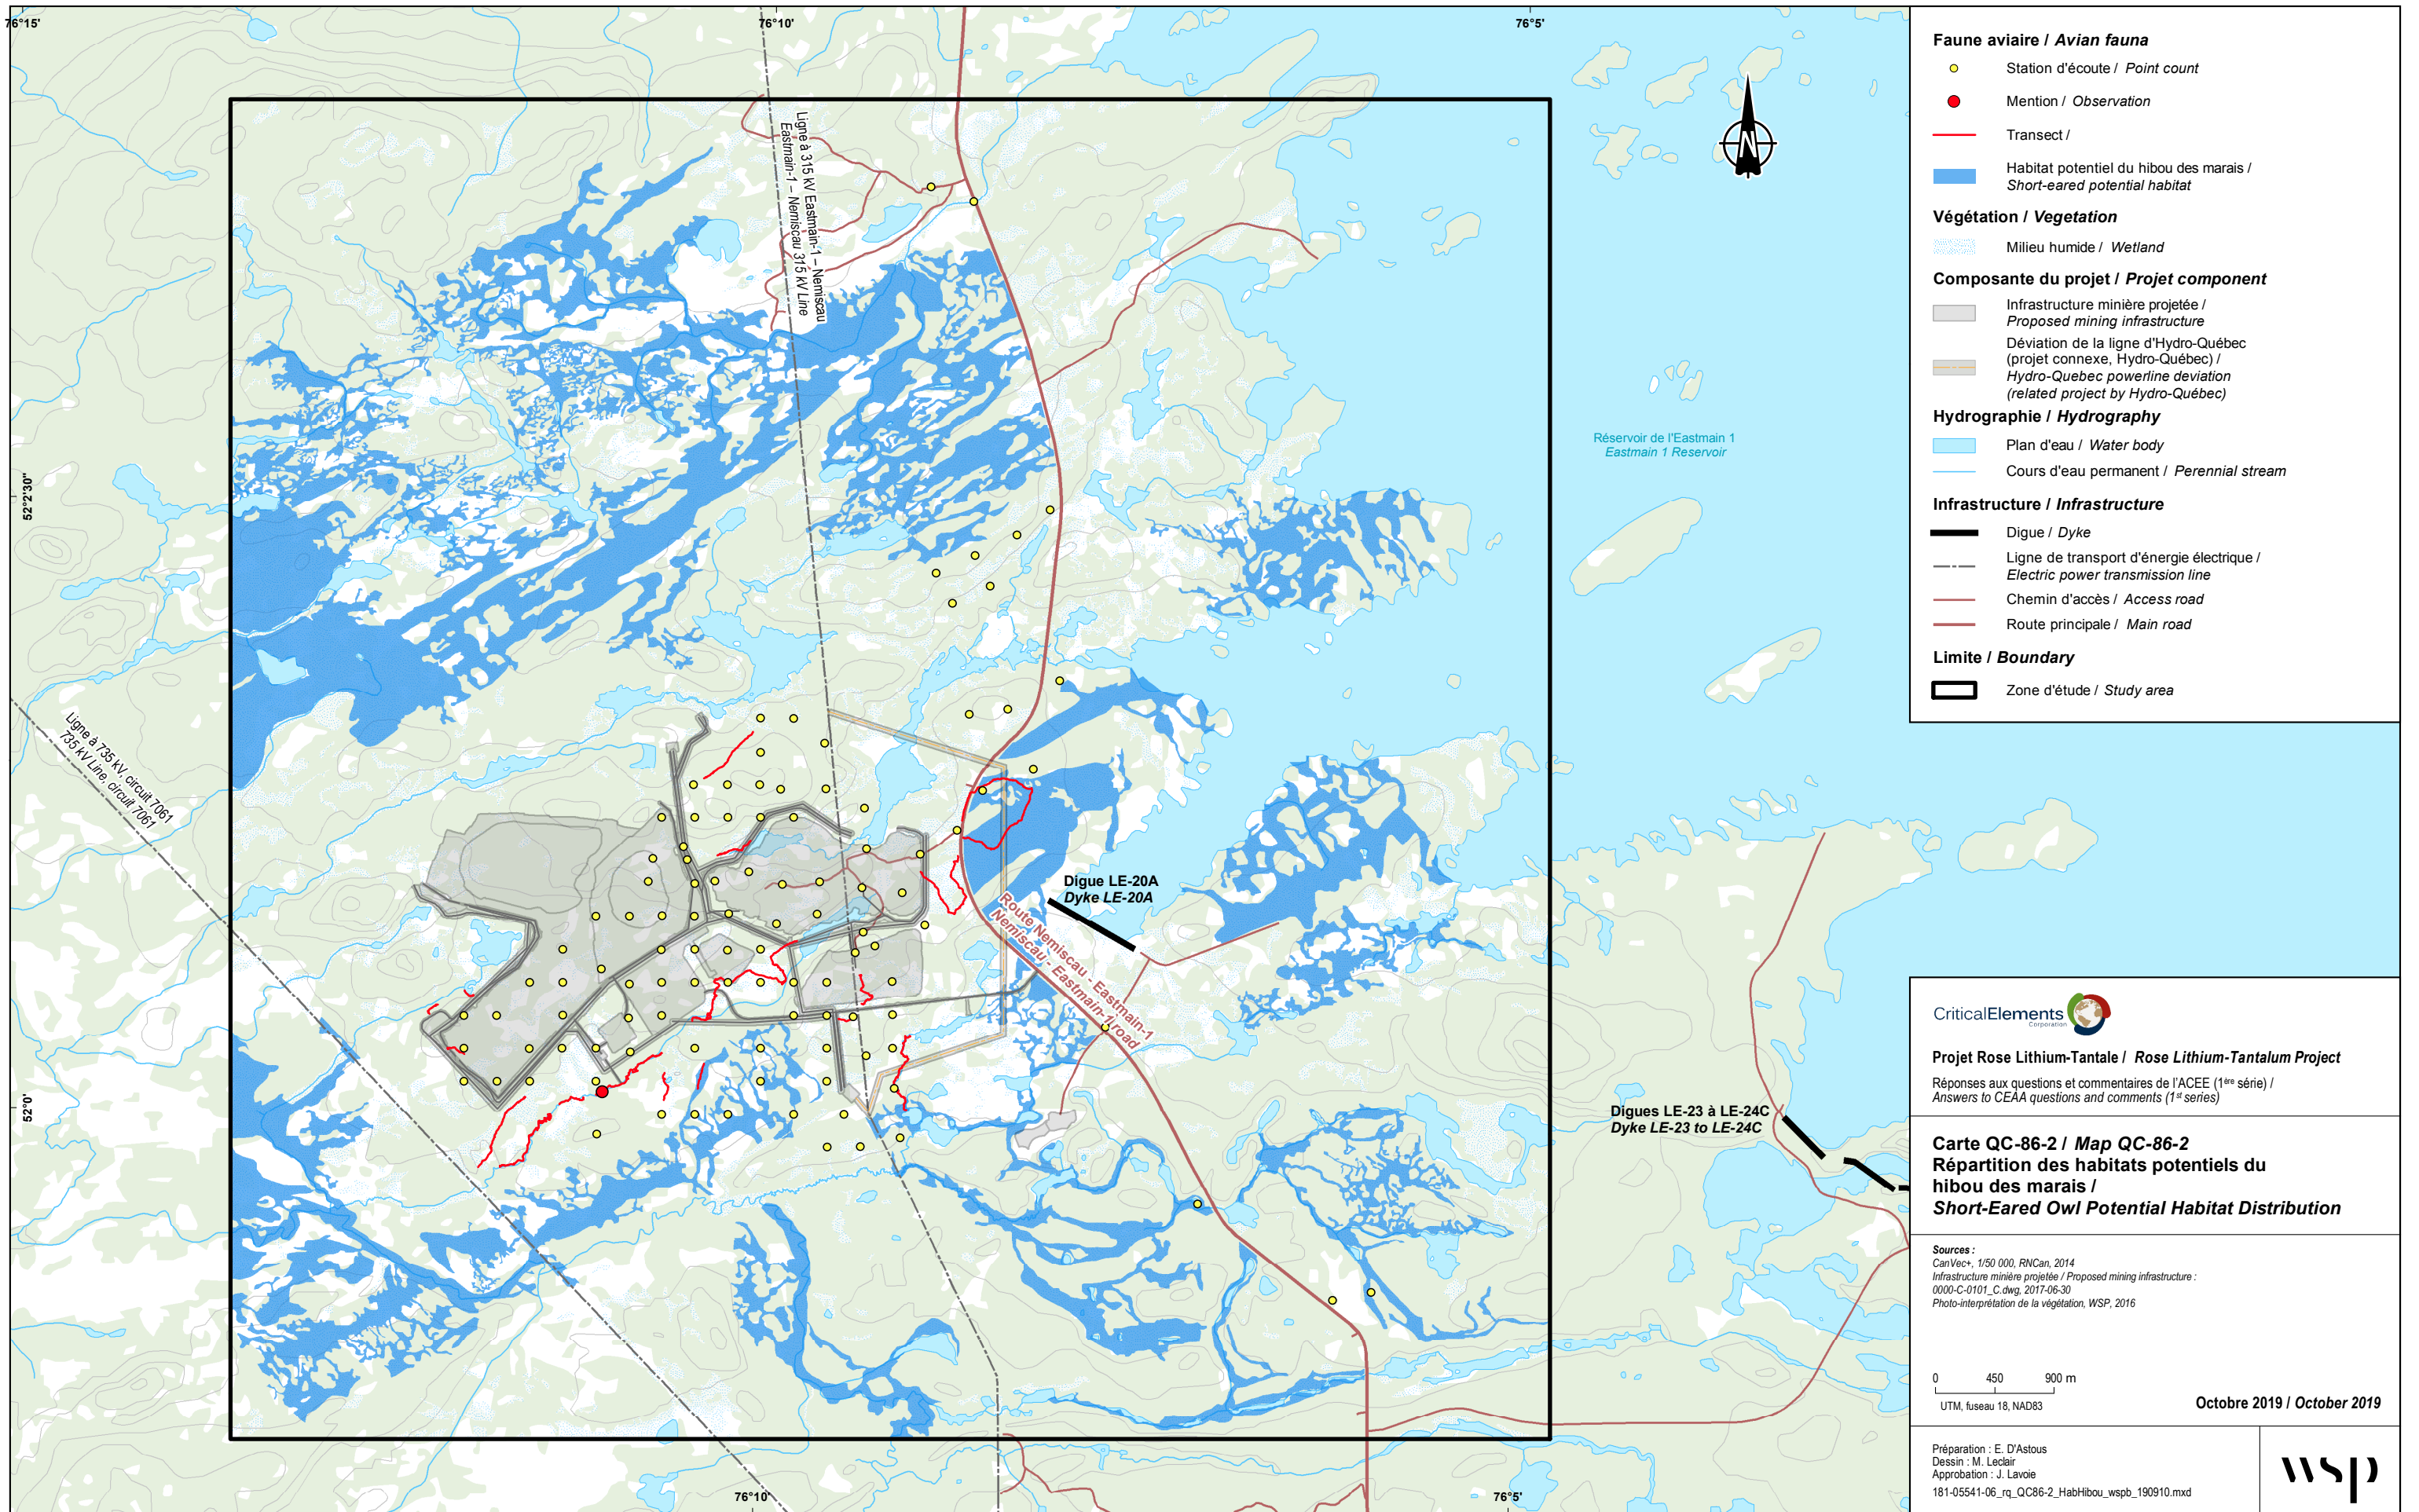 76°15'
76°10'
76°5'
Ligne à 315 kV Eastmain-1 – Nemiscau
Eastmain-1 – Nemiscau 315 kV Line
52°2'30"
Réservoir de l'Eastmain 1
Eastmain 1 Reservoir
Ligne à 735 kV, circuit 7061
735 kV Line, circuit 7061
Digue LE-20A
Dyke LE-20A
Route Nemiscau - Eastmain-1
Nemiscau - Eastmain-1 road
52°0'
Digues LE-23 à LE-24C
Dyke LE-23 to LE-24C
76°10'
76°5'
Faune aviaire / Avian fauna
Station d'écoute / Point count
Mention / Observation
Transect /
Habitat potentiel du hibou des marais /
Short-eared potential habitat
Végétation / Vegetation
Milieu humide / Wetland
Composante du projet / Projet component
Infrastructure minière projetée /
Proposed mining infrastructure
Déviation de la ligne d'Hydro-Québec
(projet connexe, Hydro-Québec) /
Hydro-Quebec powerline deviation
(related project by Hydro-Québec)
Hydrographie / Hydrography
Plan d'eau / Water body
Cours d'eau permanent / Perennial stream
Infrastructure / Infrastructure
Digue / Dyke
Ligne de transport d'énergie électrique /
Electric power transmission line
Chemin d'accès / Access road
Route principale / Main road
Limite / Boundary
Zone d'étude / Study area
N
CriticalElements
Corporation
Projet Rose Lithium-Tantale / Rose Lithium-Tantalum Project
Réponses aux questions et commentaires de l'ACEE (1ère série) /
Answers to CEAA questions and comments (1st series)
Carte QC-86-2 / Map QC-86-2
Répartition des habitats potentiels du
hibou des marais /
Short-Eared Owl Potential Habitat Distribution
Sources :
CanVec+, 1/50 000, RNCan, 2014
Infrastructure minière projetée / Proposed mining infrastructure :
0000-C-0101_C.dwg, 2017-06-30
Photo-interprétation de la végétation, WSP, 2016
0 450 900 m
UTM, fuseau 18, NAD83
Octobre 2019 / October 2019
Préparation : E. D'Astous
Dessin : M. Leclair
Approbation : J. Lavoie
181-05541-06_rq_QC86-2_HabHibou_wspb_190910.mxd
wsp